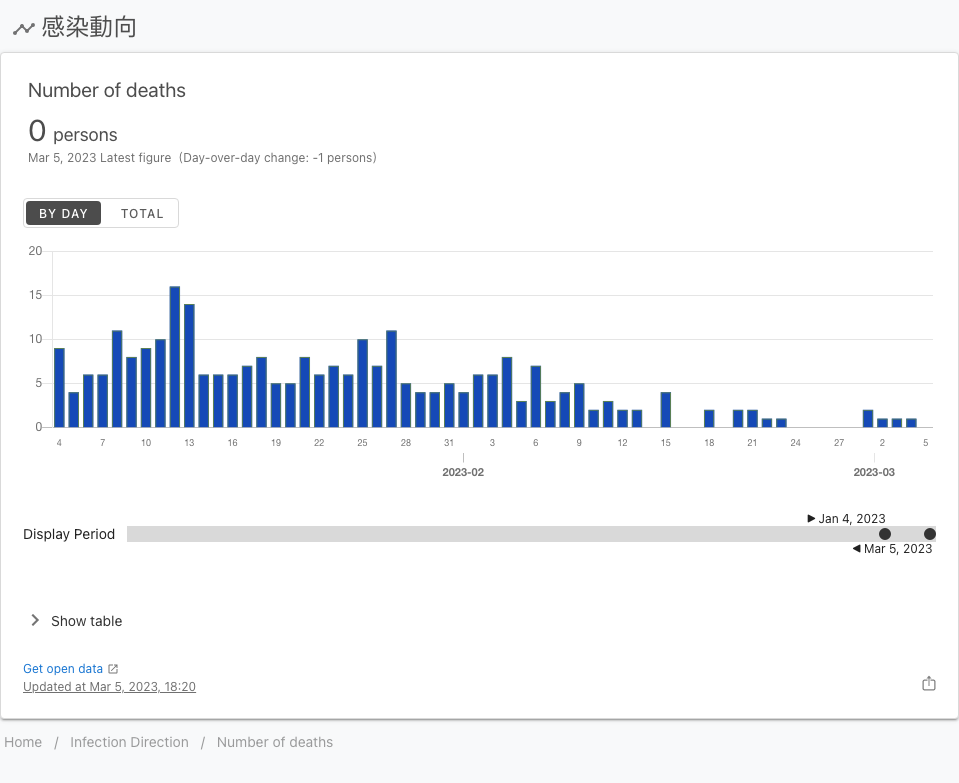 感染動向
Number of deaths
0 persons
Mar 5, 2023 Latest figure (Day-over-day change: -1 persons)
BY DAY TOTAL
20
15
10
5
0
4 7 10 13 16 19 22 25 28 31 3 6 9 12 15 18 21 24 27 2 5
2023-02 2023-03
Jan 4, 2023
Display Period
Mar 5, 2023
Show table
Get open data
Updated at Mar 5, 2023, 18:20
Home / Infection Direction / Number of deaths